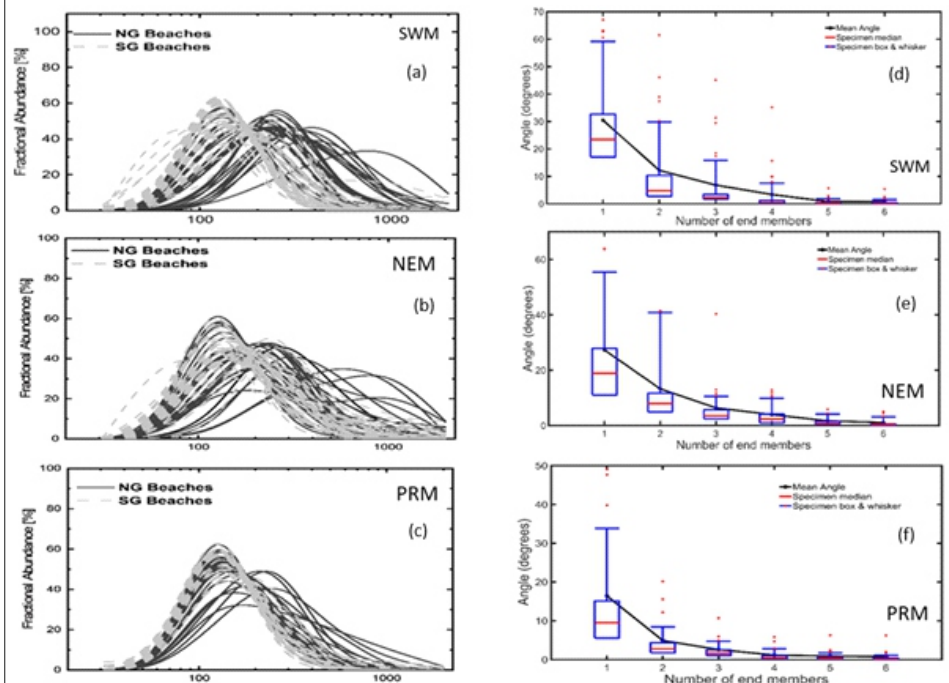 100
80
60
40
20
0
100
1000
Fractional Abundance [%]
NG Beaches
SG Beaches
SWM
(a)
100
80
60
40
20
0
100
1000
Fractional Abundance [%]
NG Beaches
SG Beaches
NEM
(b)
100
80
60
40
20
0
100
1000
Fractional Abundance [%]
NG Beaches
SG Beaches
PRM
(c)
70
60
50
40
30
20
10
0
Angle (degrees)
Mean Angle
Specimen median
Specimen box & whisker
(d)
SWM
1 2 3 4 5 6
Number of end members
60
40
20
0
Angle (degrees)
Mean Angle
Specimen median
Specimen box & whisker
(e)
NEM
1 2 3 4 5 6
Number of end members
50
40
30
20
10
0
Angle (degrees)
Mean Angle
Specimen median
Specimen box & whisker
(f)
PRM
1 2 3 4 5 6
Number of end members